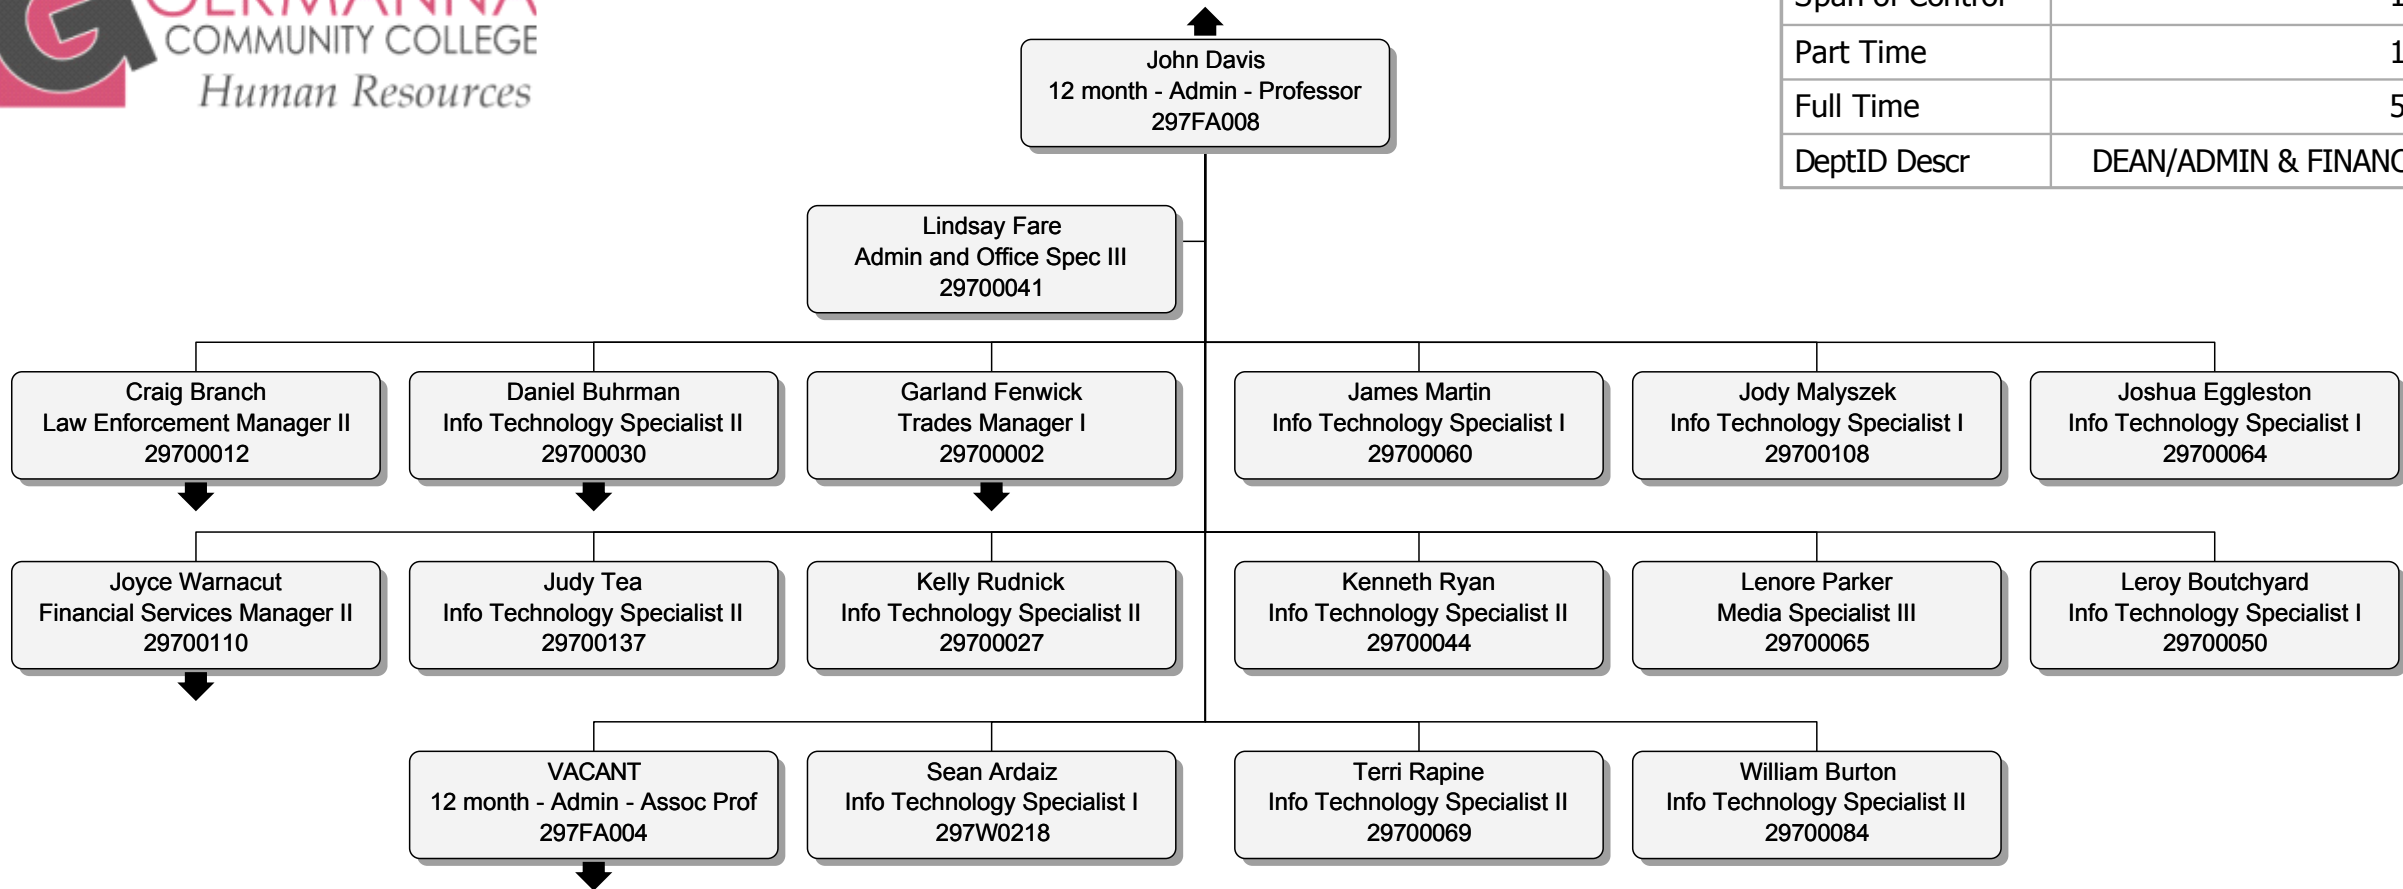 COMMUNITY COLLEGE
Human Resources
John Davis
12 month - Admin - Professor
297FA008
Part Time
Full Time
DeptID Descr DEAN/ADMIN &
Lindsay Fare
Admin and Office Spec III
29700041
Craig Branch
Law Enforcement Manager II
29700012
Daniel Buhrman
Info Technology Specialist II
29700030
Garland Fenwick
Trades Manager I
29700002
James Martin
Info Technology Specialist I
29700060
Jody Malyszek
Info Technology Specialist I
29700108
Joshua Eggleston
Info Technology Specialist I
29700064
Joyce Warnacut
Financial Services Manager II
29700110
Judy Tea
Info Technology Specialist II
29700137
Kelly Rudnick
Info Technology Specialist II
29700027
Kenneth Ryan
Info Technology Specialist II
29700044
Lenore Parker
Media Specialist III
29700065
Leroy Boutchyard
Info Technology Specialist I
29700050
VACANT
12 month - Admin - Assoc Prof
297FA004
Sean Ardaiz
Info Technology Specialist I
297W0218
Terri Rapine
Info Technology Specialist II
29700069
William Burton
Info Technology Specialist II
29700084